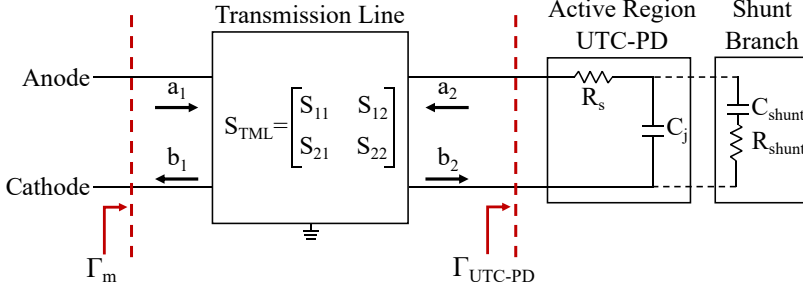 Transmission Line
Active Region
UTC-PD
Shunt
Branch
Anode
a1
a2
Rs
Cshunt
STML=[S11 S12
S21 S22]
Cj
Rshunt
b1
b2
Cathode
Γm
ΓUTC-PD